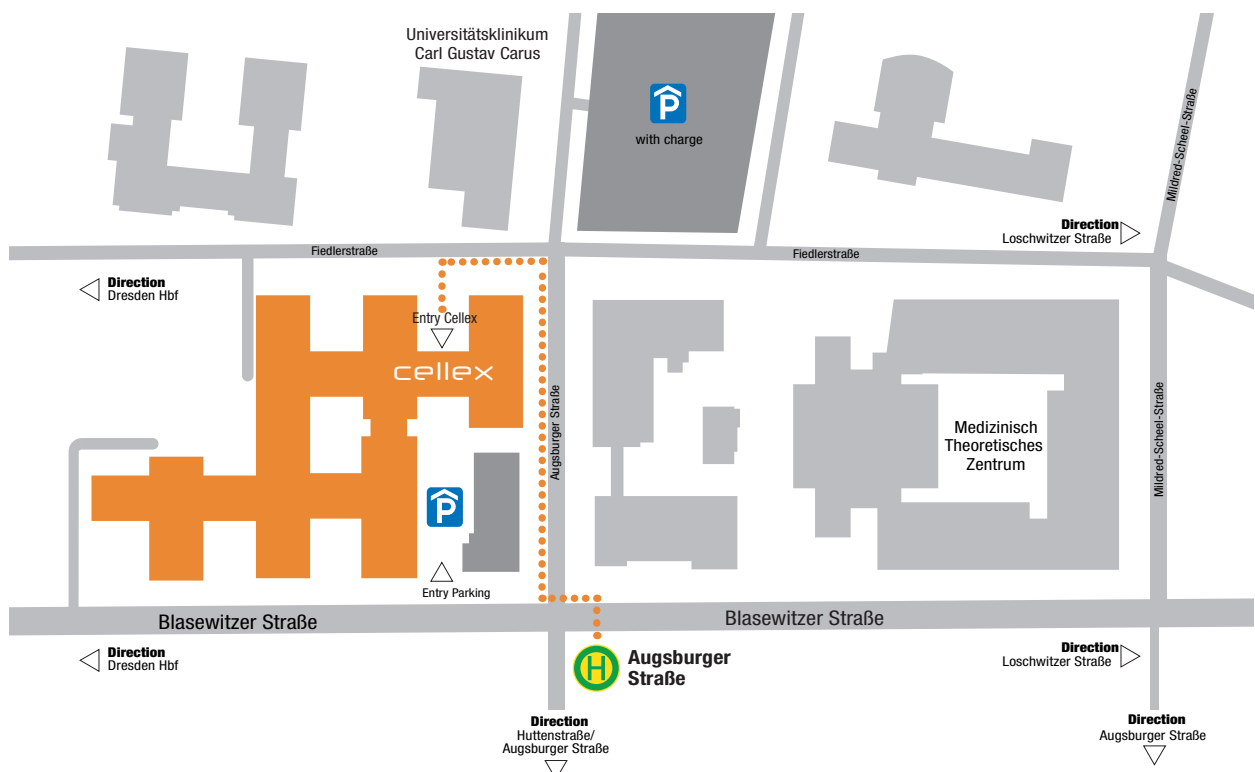 Universitätsklinikum
Carl Gustav Carus
P
with charge
Mildred-Scheel-Straße
Direction
Loschwitzer Straße
Fiedlerstraße
Fiedlerstraße
Direction
Dresden Hbf
Entry Cellex
cellex
Augsburger Straße
Medizinisch
Theoretisches
Zentrum
Mildred-Scheel-Straße
P
Entry Parking
Blasewitzer Straße
Blasewitzer Straße
Direction
Dresden Hbf
H
Augsburger
Straße
Direction
Loschwitzer Straße
Direction
Huttenstraße/
Augsburger Straße
Direction
Augsburger Straße